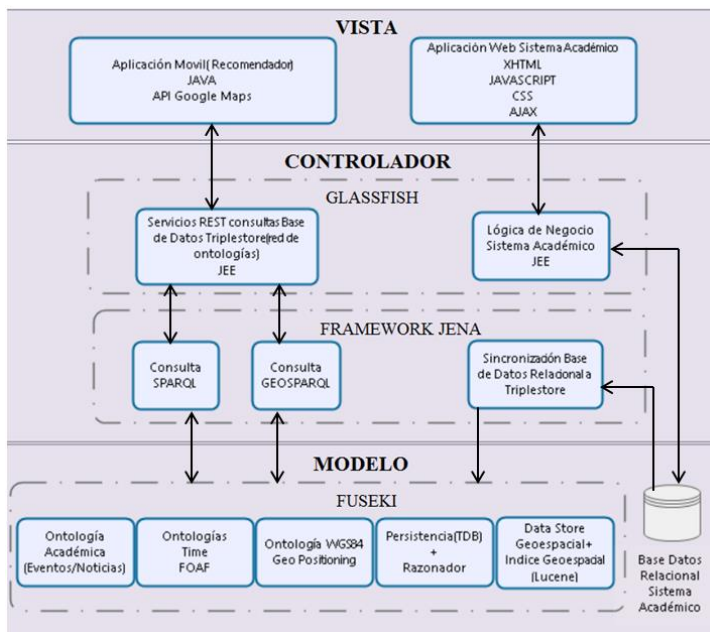 VISTA
Aplicación Movil(Recomendador)
JAVA
API Google Maps
Aplicación Web Sistema Académico
XHTML
JAVASCRIPT
CSS
AJAX
CONTROLADOR
GLASSFISH
Servicios REST consultas Base
de Datos Triplestore(red de
ontologías)
JEE
Lógica de Negocio
Sistema Académico
JEE
FRAMEWORK JENA
Consulta
SPARQL
Consulta
GEOSPARQL
Sincronización Base
de Datos Relacional a
Triplestore
MODELO
FUSEKI
Ontología
Académica
(Eventos/Noticias)
Ontologías
Time
FOAF
Ontología WGS84
Geo Positioning
Persistencia(TDB)
+
Razonador
Data Store
Geoespacial+
Indice Geoespadal
(Lucene)
Base Datos
Relacional
Sistema
Académico